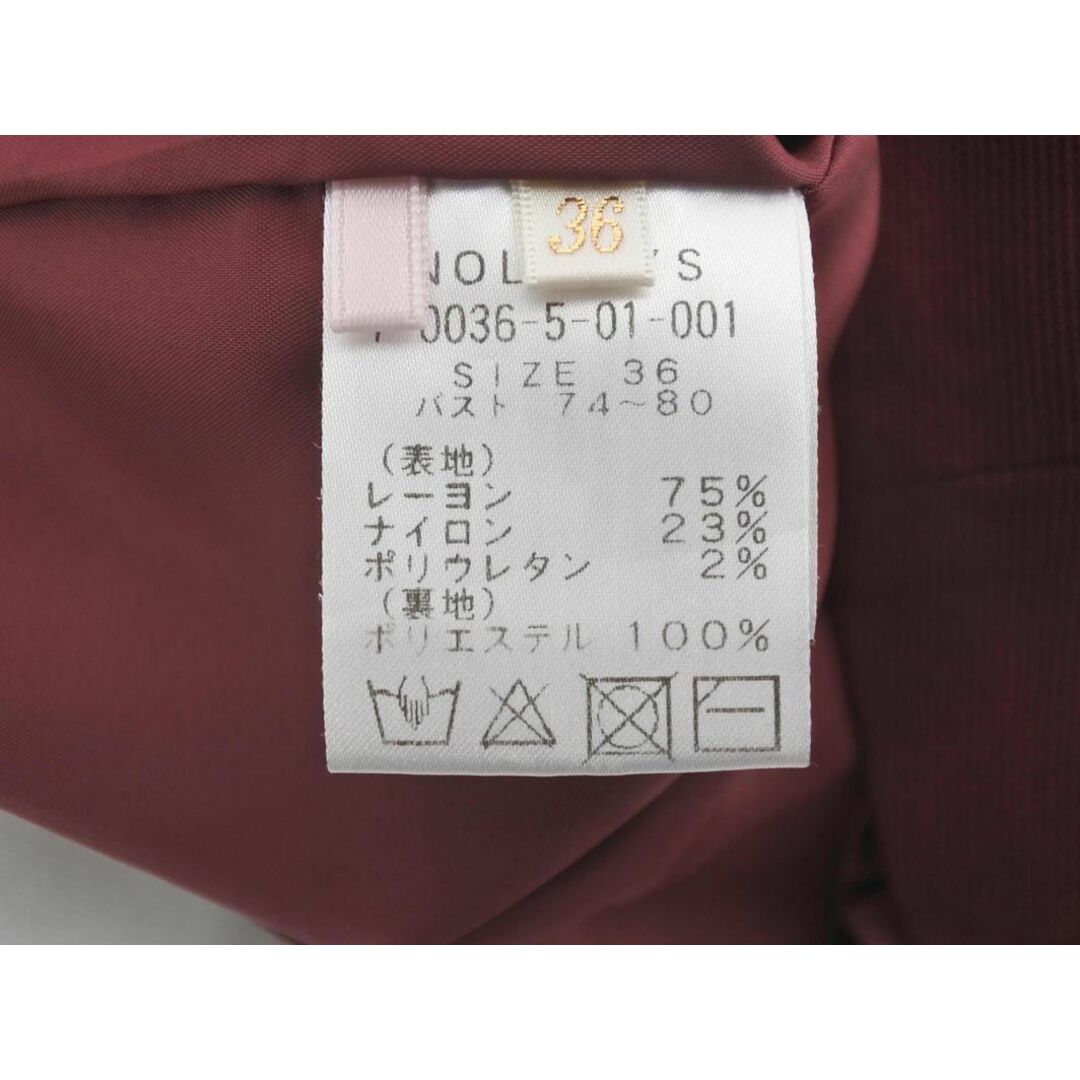 36
SIZE 36
0036-5-01-001
バスト 74～80
(表地)
レーヨン 75%
ナイロン 23%
ポリウレタン 2%
(裏地)
ポリエステル 100%